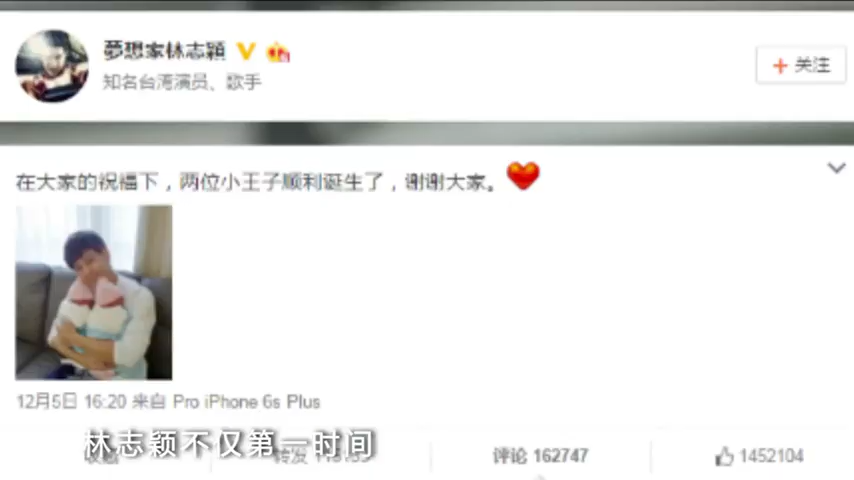 夢想家林志穎
知名台湾演员、歌手
+ 关注
在大家的祝福下，两位小王子顺利诞生了，谢谢大家。
12月5日 16:20 来自 Pro iPhone 6s Plus
林志颖不仅第一时间
转发
评论 162747
1452104